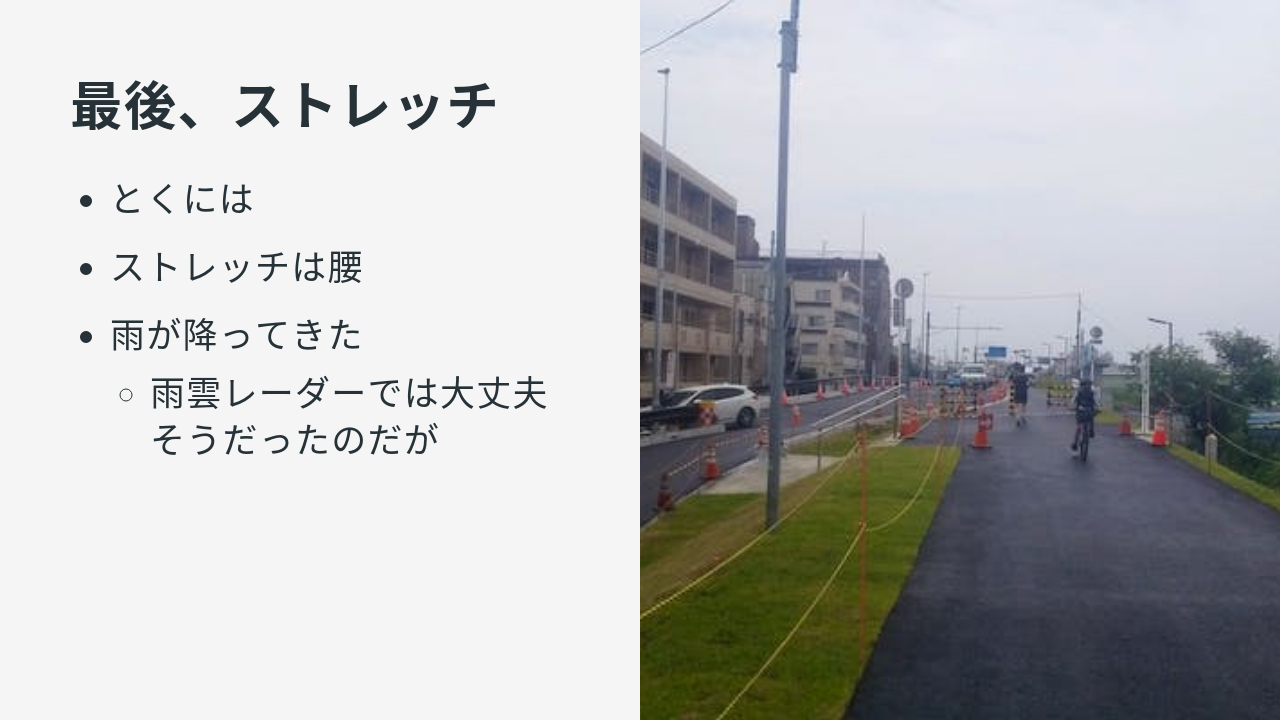 最後、ストレッチ
とくには
ストレッチは腰
雨が降ってきた
雨雲レーダーでは大丈夫
そうだったのだが